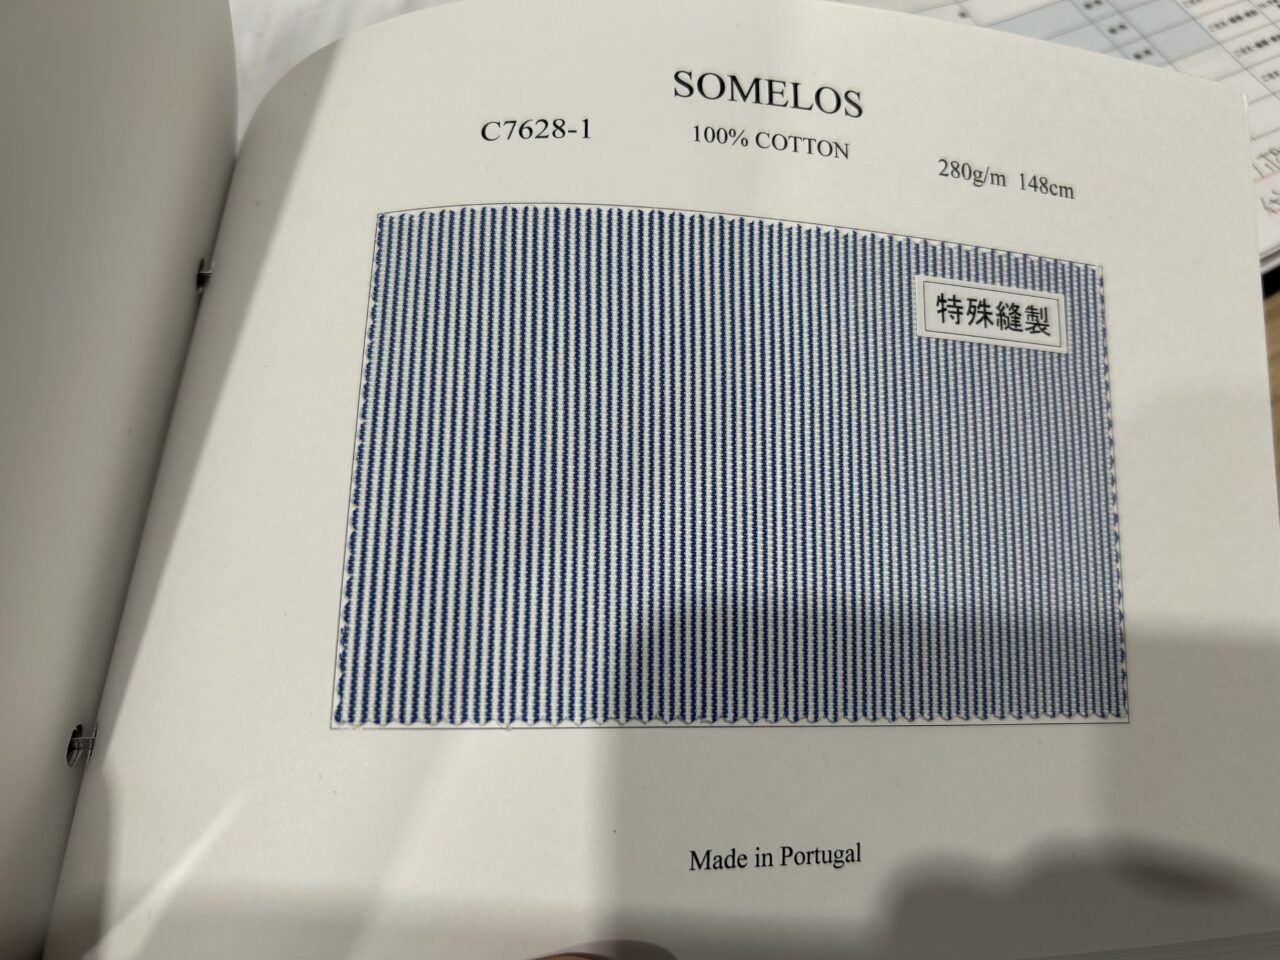 SOMELOS
C7628-1
100% COTTON
280g/m 148cm
特殊縫製
Made in Portugal